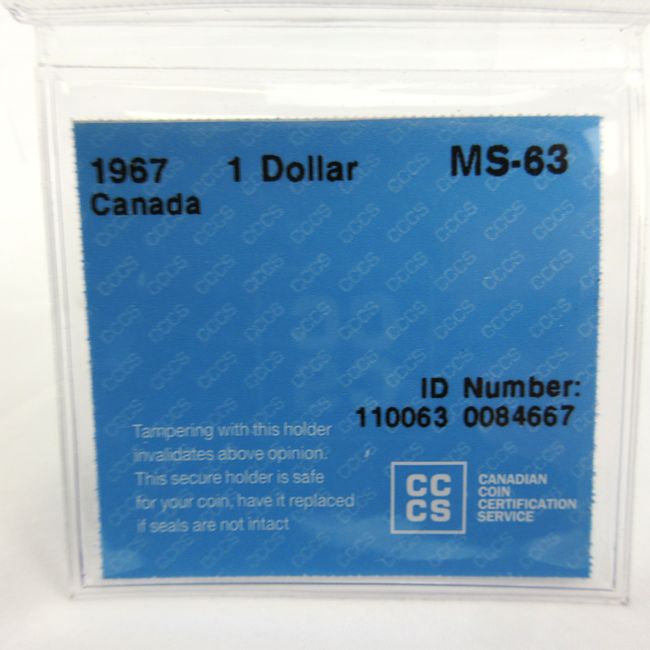 1967 1 Dollar MS-63
Canada
ID Number:
110063 0084667
Tampering with this holder
invalidates above opinion.
This secure holder is safe
for your coin, have it replaced
if seals are not intact
CC
CS
CANADIAN
COIN
CERTIFICATION
SERVICE